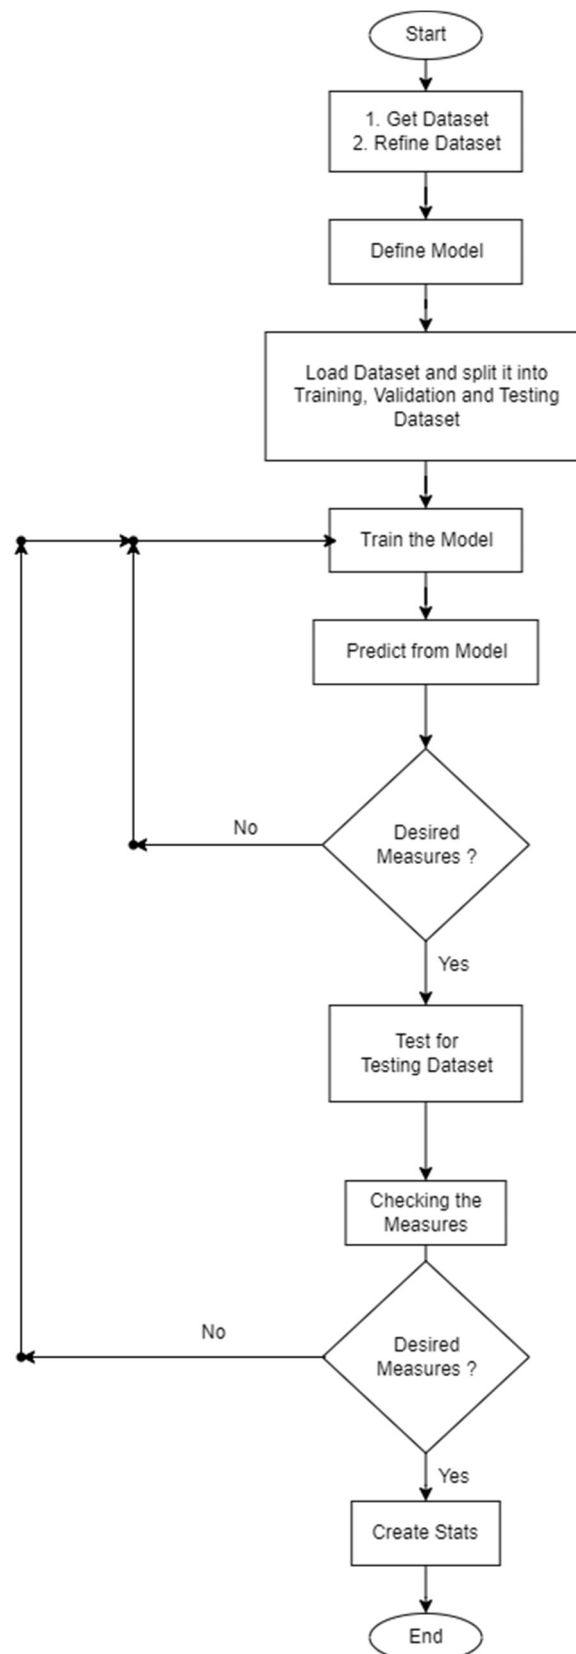 Start
1. Get Dataset
2. Refine Dataset
Define Model
Load Dataset and split it into
Training, Validation and Testing
Dataset
Train the Model
Predict from Model
Desired
Measures ?
No
Yes
Test for
Testing Dataset
Checking the
Measures
Desired
Measures ?
No
Yes
Create Stats
End